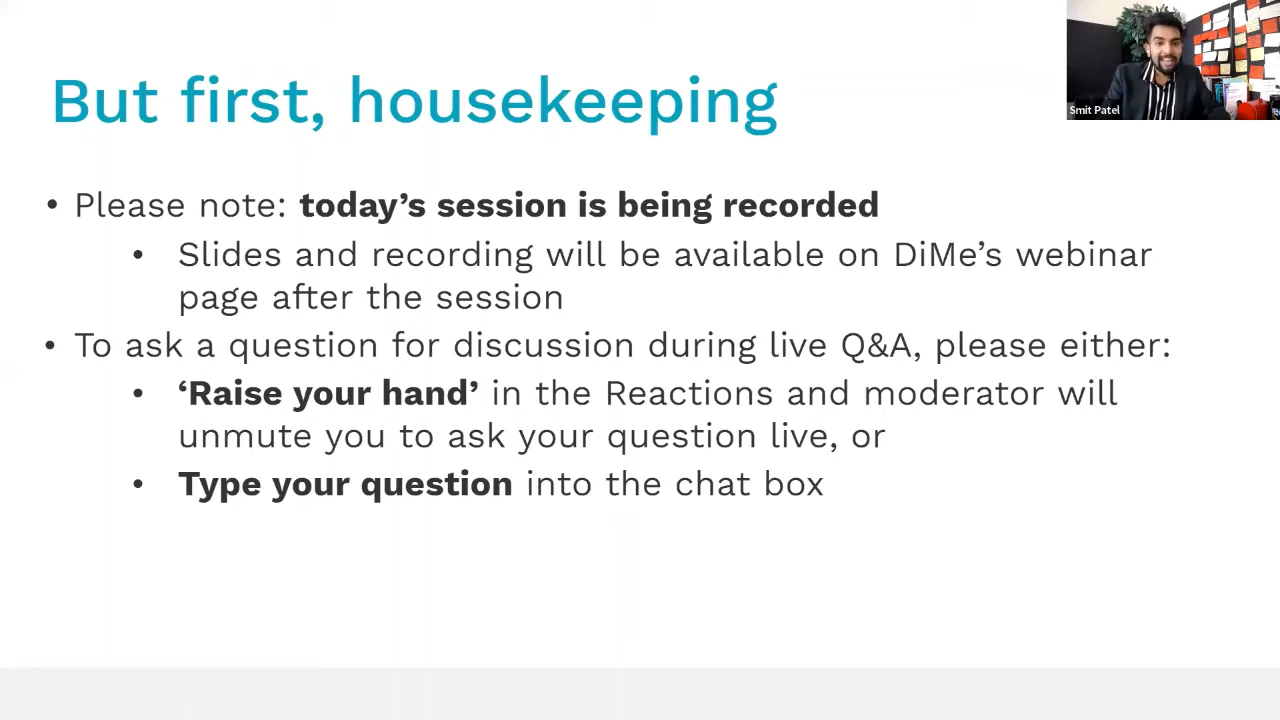 But first, housekeeping
Smit Patel
• Please note: today’s session is being recorded
• Slides and recording will be available on DiMe’s webinar
page after the session
• To ask a question for discussion during live Q&A, please either:
• ‘Raise your hand’ in the Reactions and moderator will
unmute you to ask your question live, or
• Type your question into the chat box